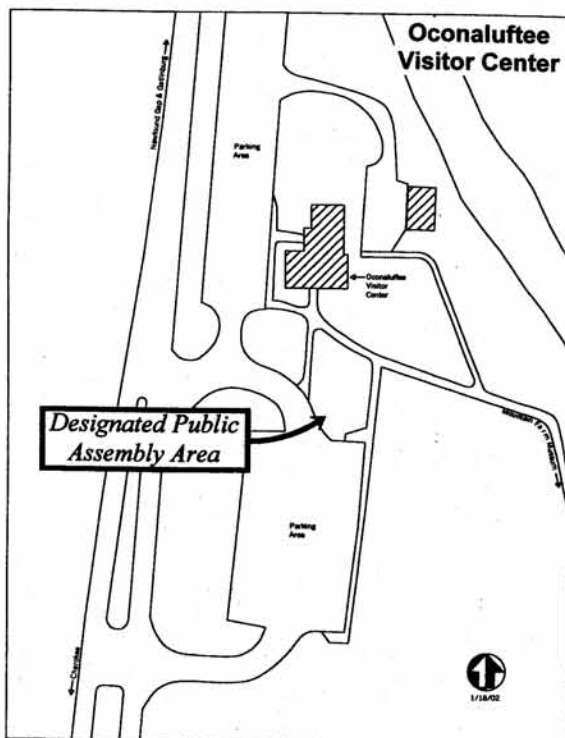 Oconaluftee
Visitor Center
Newfound Gap & Gatlinburg
Parking
Area
Oconaluftee
Visitor
Center
Designated Public
Assembly Area
Mountain Farm Museum
Parking
Area
Cherokee
1/18/02